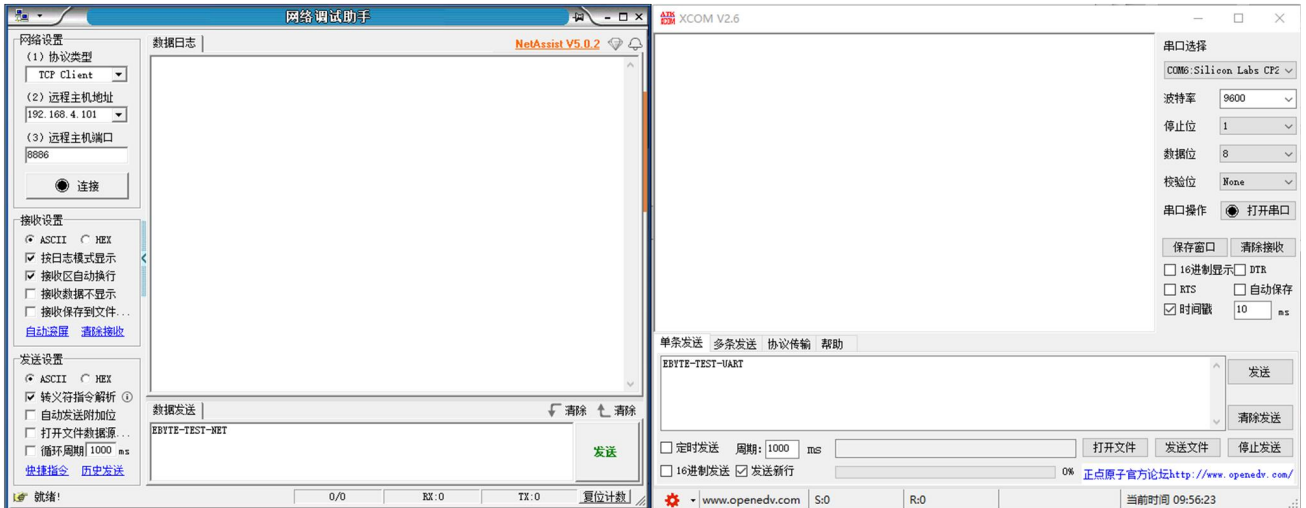 网络调试助手
网络设置
(1) 协议类型
TCP Client
(2) 远程主机地址
192.168.4.101
(3) 远程主机端口
8886
连接
接收设置
ASCII HEX
按日志模式显示
接收区自动换行
接收数据不显示
接收保存到文件...
自动滚屏 清除接收
发送设置
ASCII HEX
转义符指令解析
自动发送附加位
打开文件数据源...
循环周期 1000 ms
快捷指令 历史发送
数据日志
NetAssist V5.0.2
数据发送
清除 清除
EBYTE-TEST-NET
发送
就绪!
0/0
RX:0
TX:0
复位计数
ATK
XCOM
XCOM V2.6
串口选择
COM6:Silicon Labs CP2
波特率 9600
停止位 1
数据位 8
校验位 None
串口操作 打开串口
保存窗口 清除接收
16进制显示 DTR
RTS 自动保存
时间戳 10 ms
单条发送 多条发送 协议传输 帮助
EBYTE-TEST-UART
发送
清除发送
定时发送 周期: 1000 ms 打开文件 发送文件 停止发送
16进制发送 发送新行 0% 正点原子官方论坛http://www.openedv.com/
www.openedv.com S:0 R:0 当前时间 09:56:23